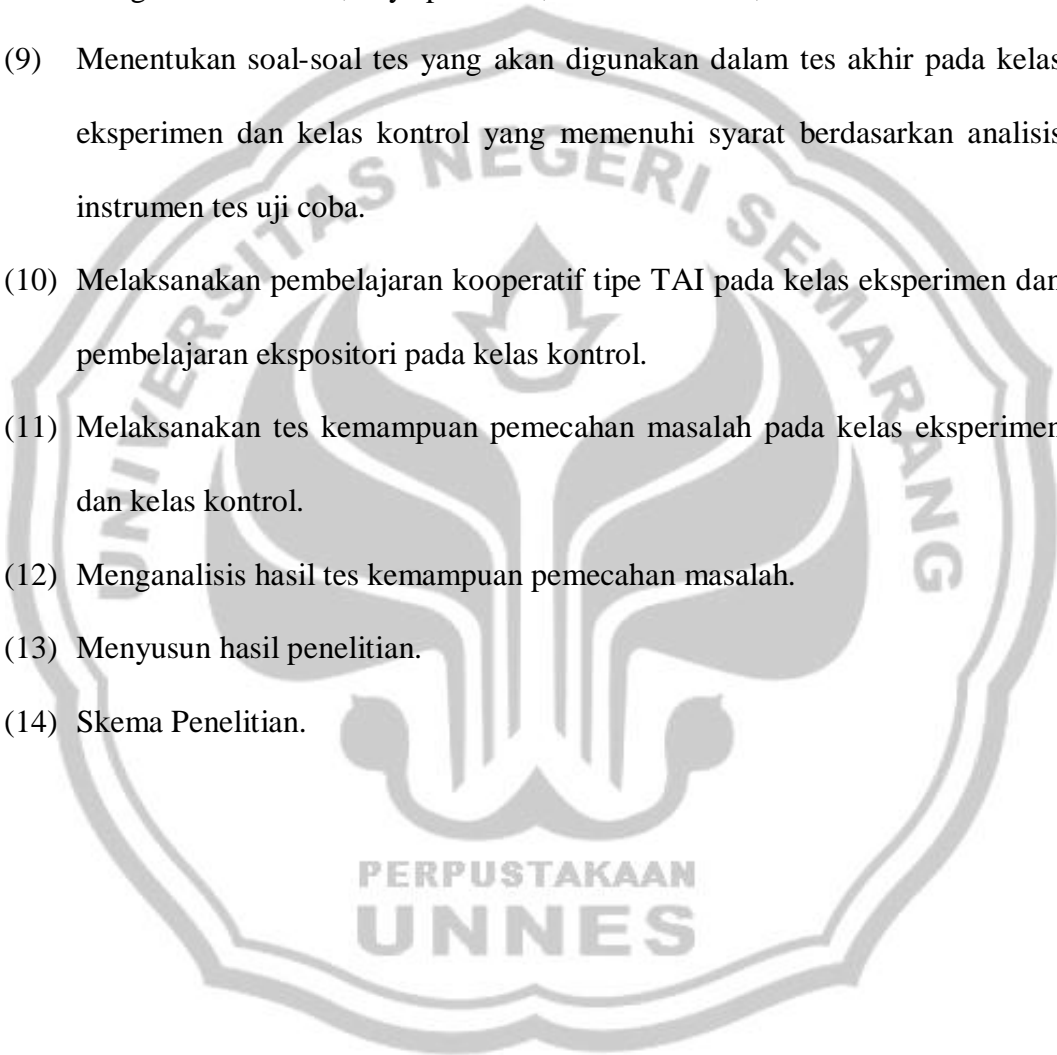 (9) Menentukan soal-soal tes yang akan digunakan dalam tes akhir pada kelas
eksperimen dan kelas kontrol yang memenuhi syarat berdasarkan analisis
instrumen tes uji coba.
(10) Melaksanakan pembelajaran kooperatif tipe TAI pada kelas eksperimen dan
pembelajaran ekspositori pada kelas kontrol.
(11) Melaksanakan tes kemampuan pemecahan masalah pada kelas eksperimen
dan kelas kontrol.
(12) Menganalisis hasil tes kemampuan pemecahan masalah.
(13) Menyusun hasil penelitian.
(14) Skema Penelitian.
UNIVERSITAS NEGERI SEMARANG
PERPUSTAKAAN
UNNES